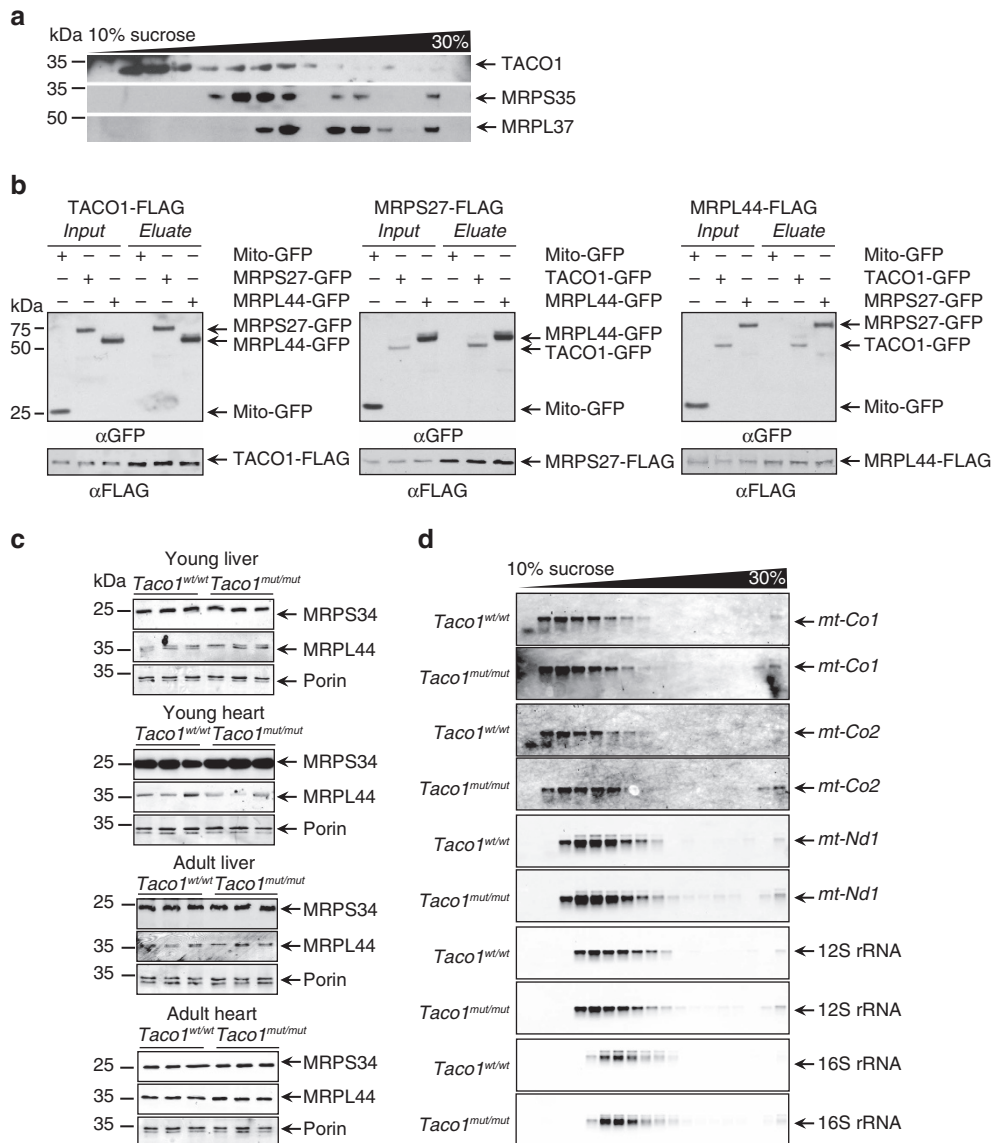 a
kDa 10% sucrose 30%
35
TACO1
35
MRPS35
50
MRPL37
b
TACO1-FLAG
Input Eluate
+ – – + – – Mito-GFP
– + – – + – MRPS27-GFP
– – + – – + MRPL44-GFP
kDa
75
50
25
MRPS27-GFP
MRPL44-GFP
Mito-GFP
αGFP
TACO1-FLAG
αFLAG
MRPS27-FLAG
Input Eluate
+ – – + – – Mito-GFP
– + – – + – TACO1-GFP
– – + – – + MRPL44-GFP
MRPL44-GFP
TACO1-GFP
Mito-GFP
αGFP
MRPS27-FLAG
αFLAG
MRPL44-FLAG
Input Eluate
+ – – + – – Mito-GFP
– + – – + – TACO1-GFP
– – + – – + MRPS27-GFP
MRPS27-GFP
TACO1-GFP
Mito-GFP
αGFP
MRPL44-FLAG
αFLAG
c
Young liver
kDa Taco1wt/wt Taco1mut/mut
25 MRPS34
35 MRPL44
35 Porin
Young heart
Taco1wt/wt Taco1mut/mut
25 MRPS34
35 MRPL44
35 Porin
Adult liver
Taco1wt/wt Taco1mut/mut
25 MRPS34
35 MRPL44
35 Porin
Adult heart
Taco1wt/wt Taco1mut/mut
25 MRPS34
35 MRPL44
35 Porin
d
10% sucrose 30%
Taco1wt/wt mt-Co1
Taco1mut/mut mt-Co1
Taco1wt/wt mt-Co2
Taco1mut/mut mt-Co2
Taco1wt/wt mt-Nd1
Taco1mut/mut mt-Nd1
Taco1wt/wt 12S rRNA
Taco1mut/mut 12S rRNA
Taco1wt/wt 16S rRNA
Taco1mut/mut 16S rRNA